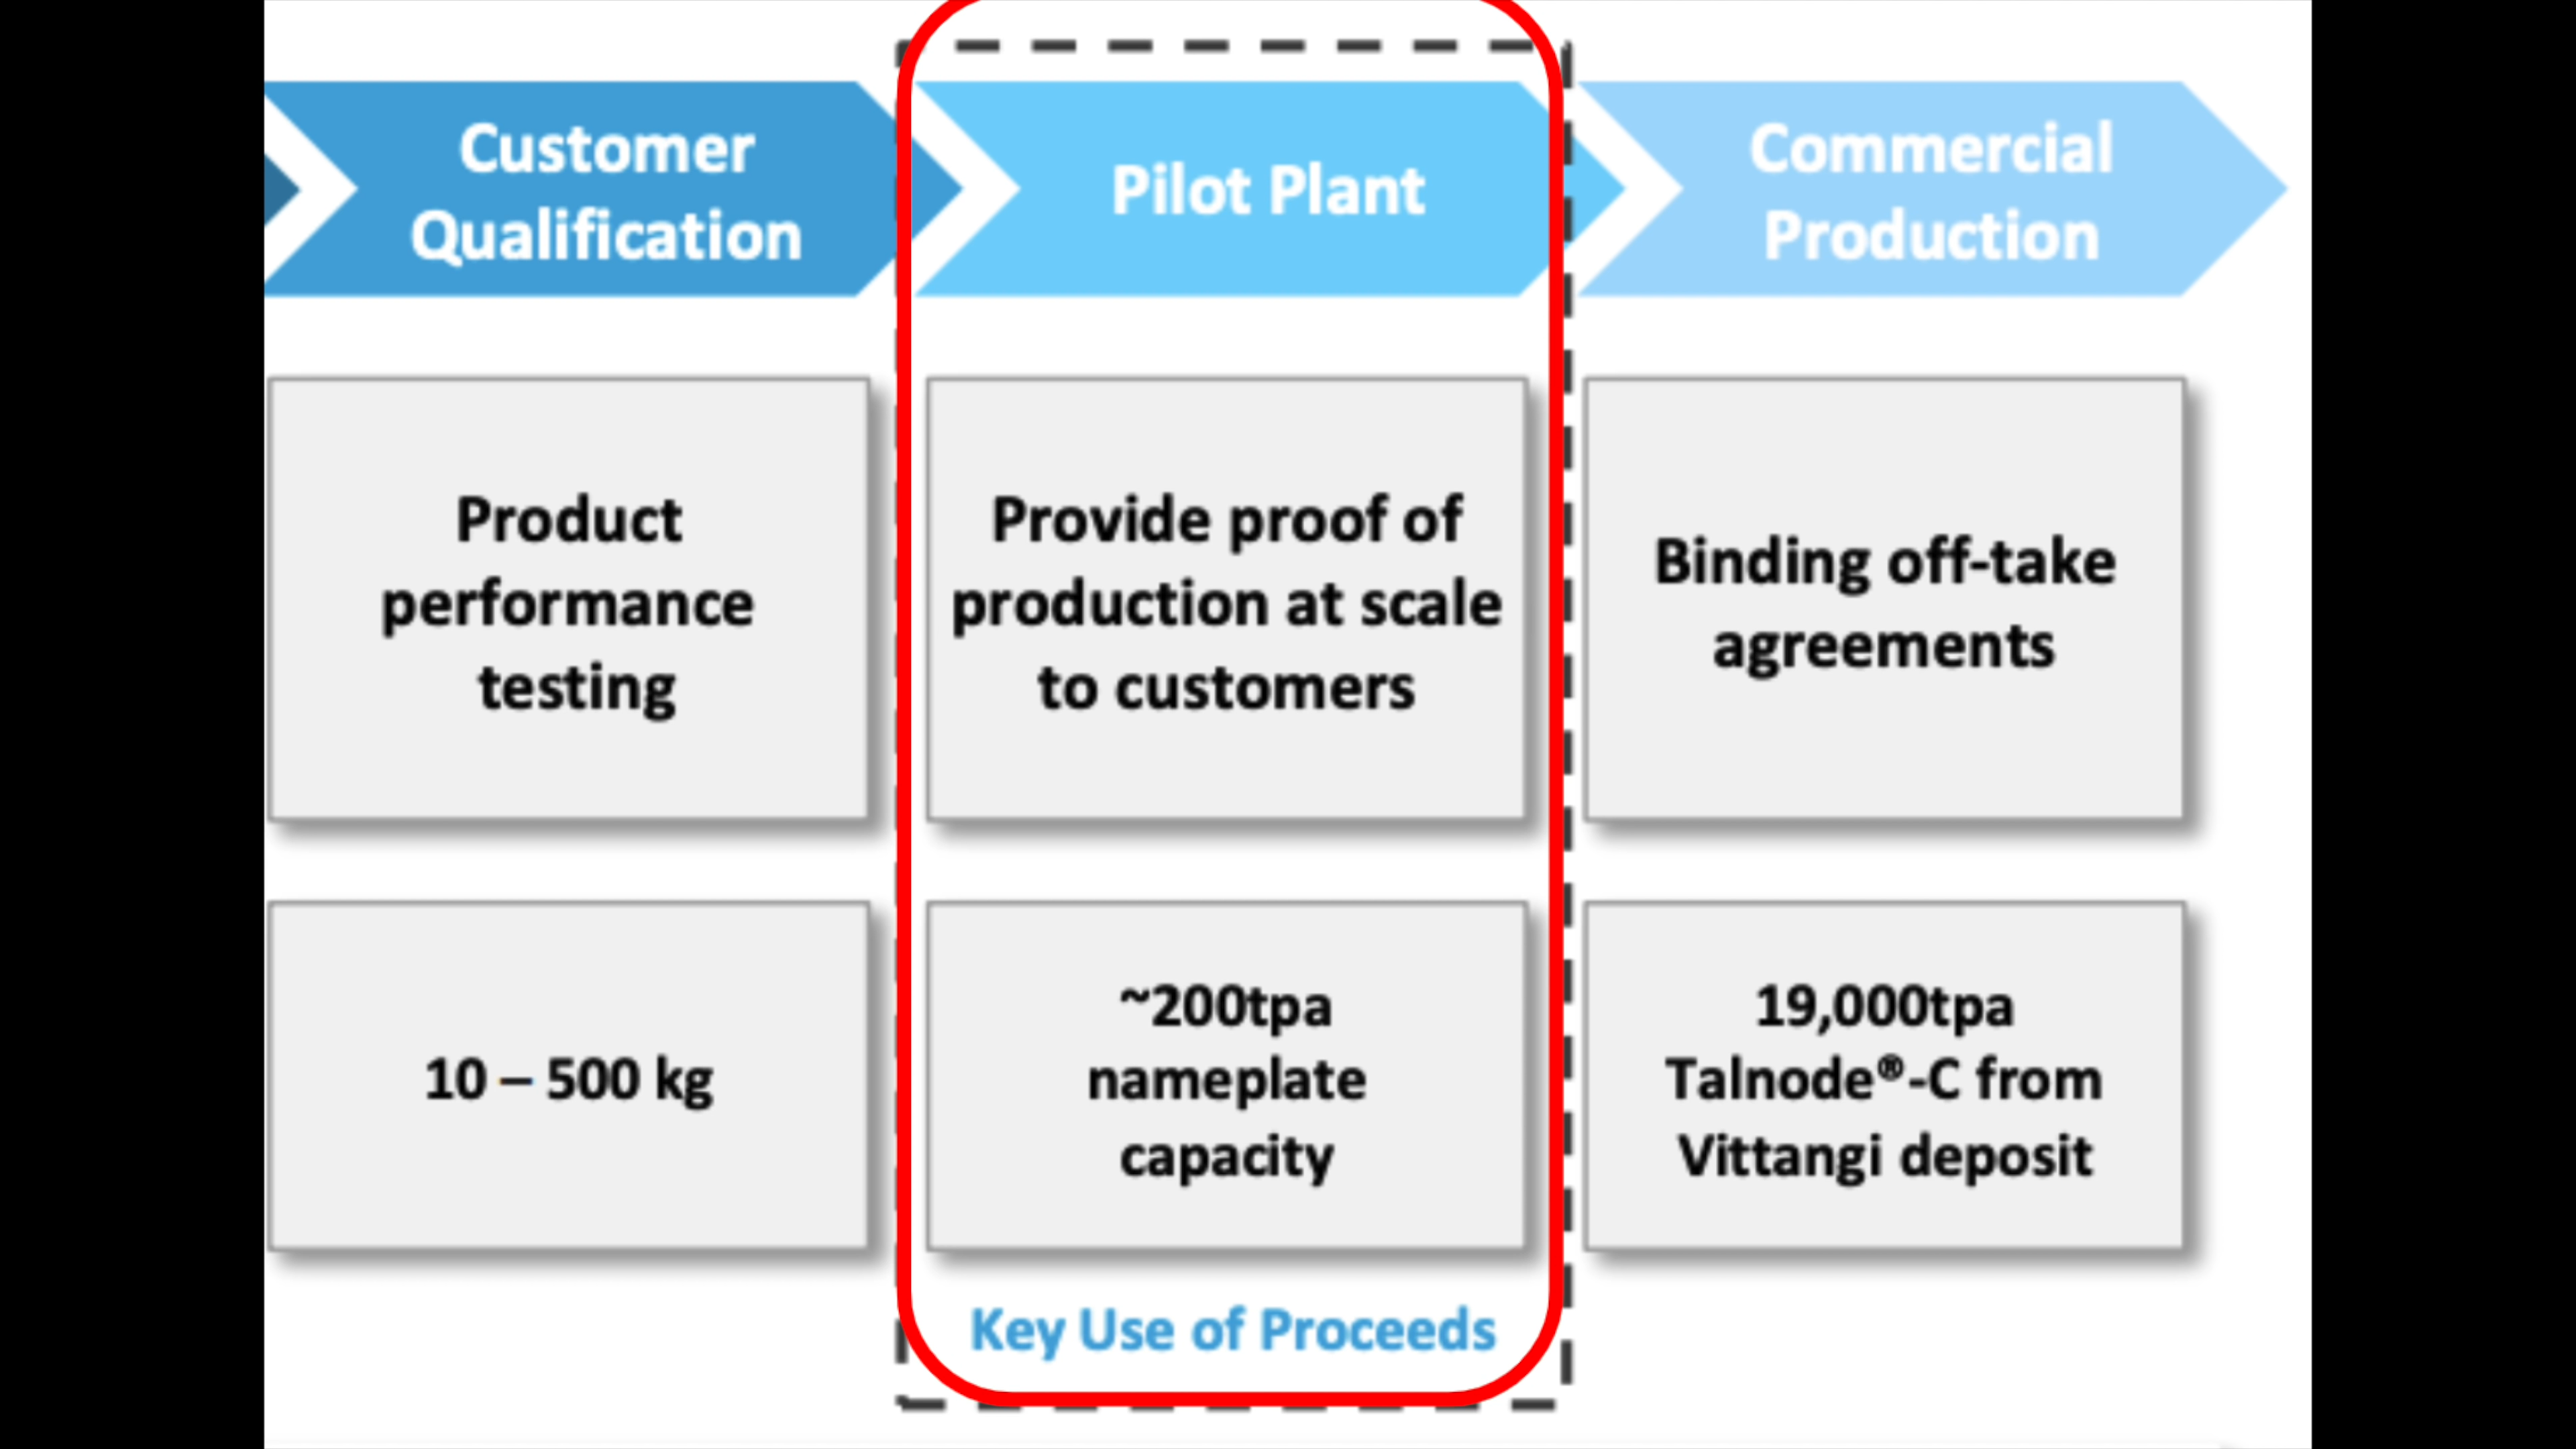 Customer
Qualification
Pilot Plant
Commercial
Production
Product
performance
testing
Provide proof of
production at scale
to customers
Binding off-take
agreements
10 – 500 kg
~200tpa
nameplate
capacity
19,000tpa
Talnode®-C from
Vittangi deposit
Key Use of Proceeds